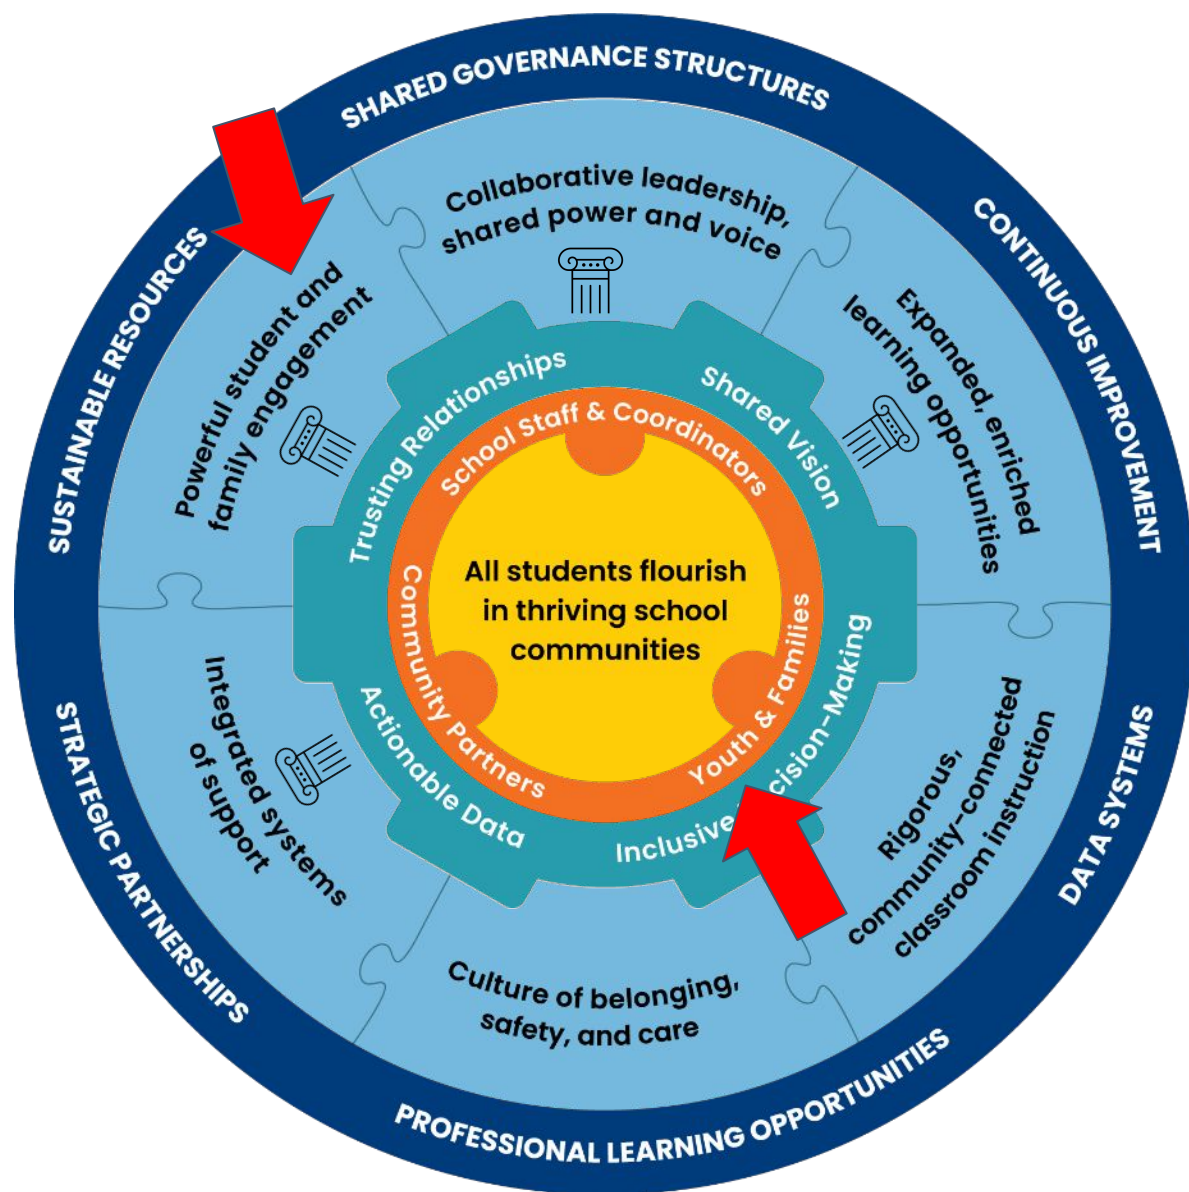 SHARED GOVERNANCE STRUCTURES
CONTINUOUS IMPROVEMENT
DATA SYSTEMS
PROFESSIONAL LEARNING OPPORTUNITIES
STRATEGIC PARTNERSHIPS
SUSTAINABLE RESOURCES
Collaborative leadership,
shared power and voice
Expanded, enriched
learning opportunities
Rigorous,
community-connected
classroom instruction
Culture of belonging,
safety, and care
Integrated systems
of support
Powerful student and
family engagement
Trusting Relationships
Shared Vision
Inclusive cision-Making
Actionable Data
School Staff & Coordinators
Youth & Families
Community Partners
All students flourish
in thriving school
communities